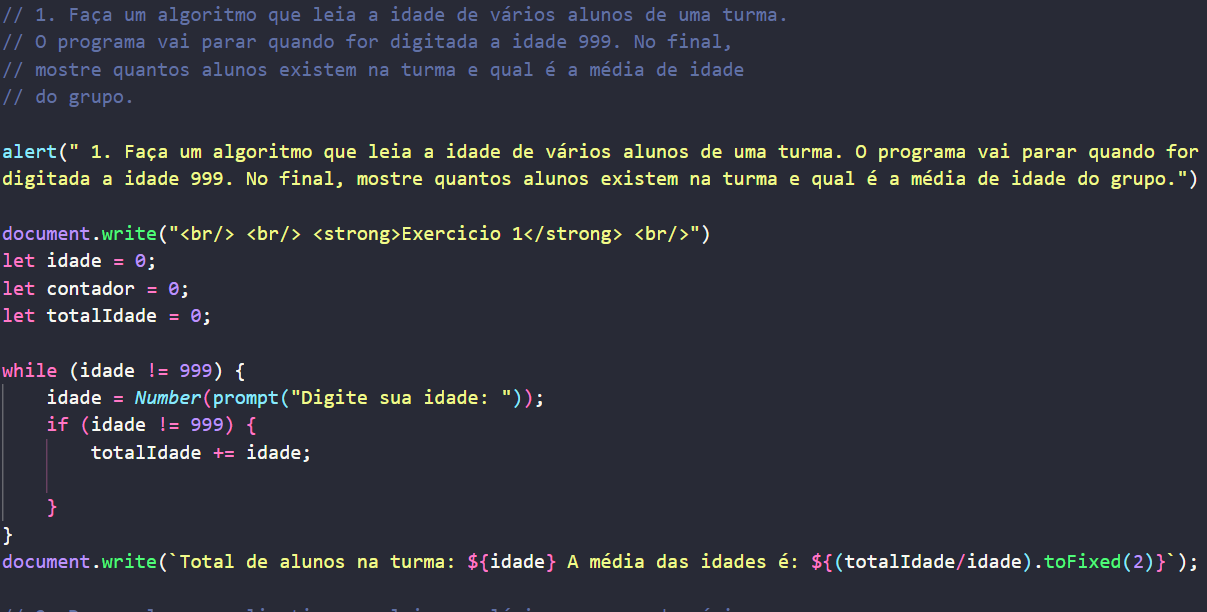 // 1. Faça um algoritmo que leia a idade de vários alunos de uma turma.
// O programa vai parar quando for digitada a idade 999. No final,
// mostre quantos alunos existem na turma e qual é a média de idade
// do grupo.
alert(" 1. Faça um algoritmo que leia a idade de vários alunos de uma turma. O programa vai parar quando for
digitada a idade 999. No final, mostre quantos alunos existem na turma e qual é a média de idade do grupo.")
document.write("<br/> <br/> <strong>Exercicio 1</strong> <br/>")
let idade = 0;
let contador = 0;
let totalIdade = 0;
while (idade != 999) {
    idade = Number(prompt("Digite sua idade: "));
    if (idade != 999) {
        totalIdade += idade;
    }
}
document.write(`Total de alunos na turma: ${idade} A média das idades é: ${(totalIdade/idade).toFixed(2)}`);